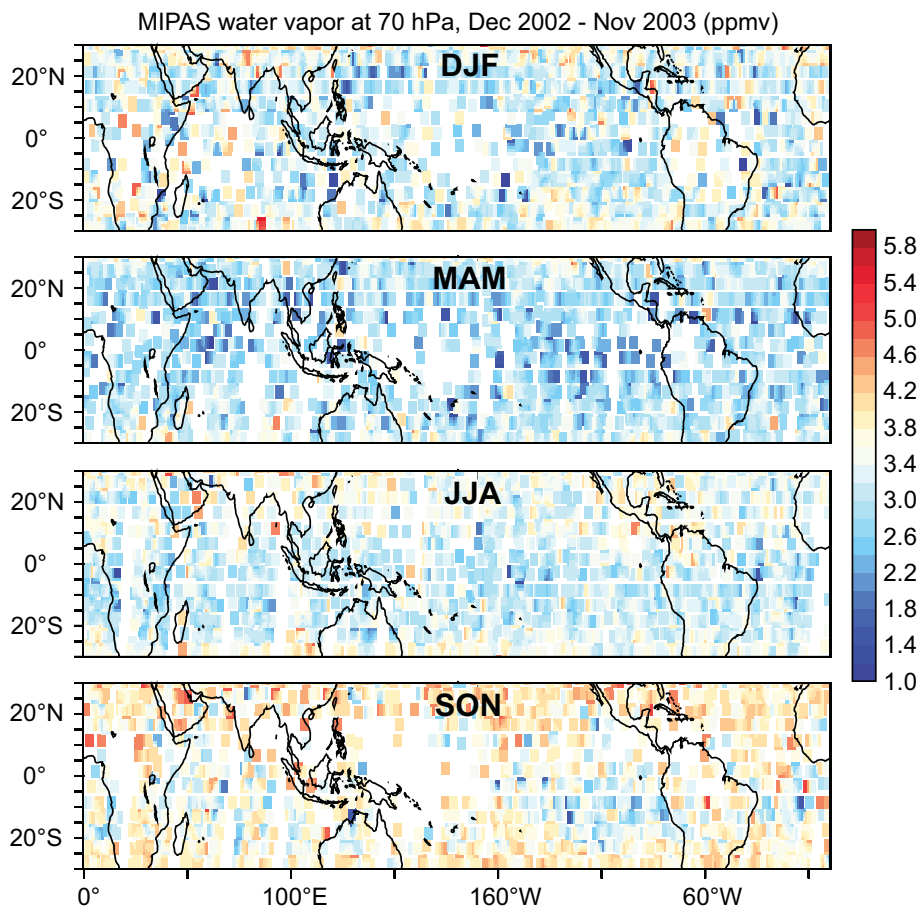 MIPAS water vapor at 70 hPa, Dec 2002 - Nov 2003 (ppmv)
DJF
20°N
0°
20°S
MAM
20°N
0°
20°S
JJA
20°N
0°
20°S
SON
20°N
0°
20°S
0° 100°E 160°W 60°W
5.8
5.4
5.0
4.6
4.2
3.8
3.4
3.0
2.6
2.2
1.8
1.4
1.0